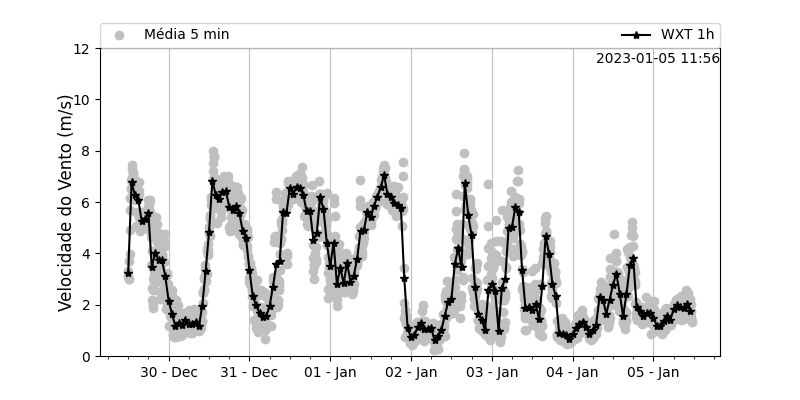 Média 5 min
WXT 1h
2023-01-05 11:56
Velocidade do Vento (m/s)
12
10
8
6
4
2
0
30 - Dec
31 - Dec
01 - Jan
02 - Jan
03 - Jan
04 - Jan
05 - Jan